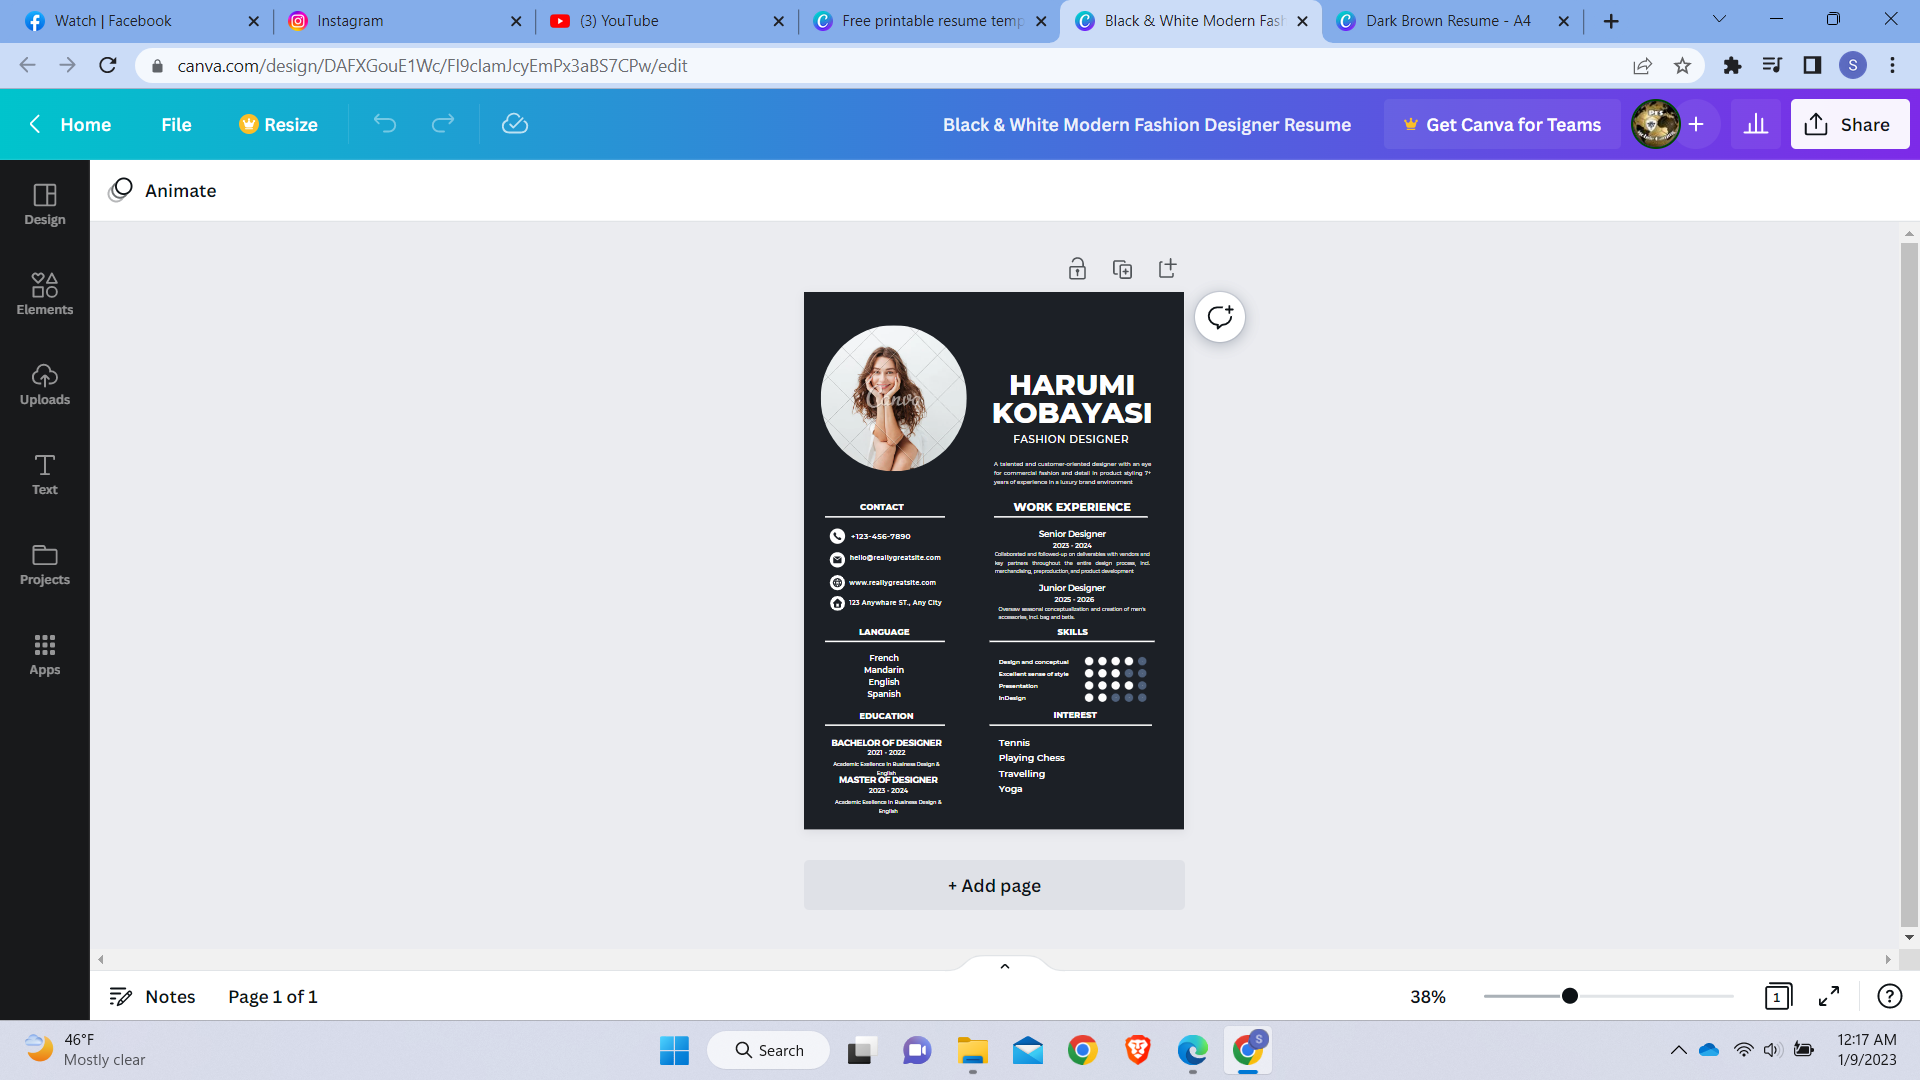 Watch | Facebook
Instagram
(3) YouTube
Free printable resume temp
Black & White Modern Fash
Dark Brown Resume - A4
canva.com/design/DAFXGouE1Wc/FI9cIamJcyEmPx3aBS7CPw/edit
S
Home
File
Resize
Black & White Modern Fashion Designer Resume
Get Canva for Teams
Share
Animate
Design
Elements
Uploads
Text
Projects
Apps
Canva
HARUMI
KOBAYASI
FASHION DESIGNER
A talented and customer-oriented designer with an eye
for commercial fashion and detail in product styling 7+
years of experience in a luxury brand environment
CONTACT
+123-456-7890
hello@reallygreatsite.com
www.reallygreatsite.com
123 Anywhare ST., Any City
LANGUAGE
French
Mandarin
English
Spanish
EDUCATION
BACHELOR OF DESIGNER
2021 - 2022
Academic Exellence In Business Design &
English
MASTER OF DESIGNER
2023 - 2024
Academic Exellence In Business Design &
English
WORK EXPERIENCE
Senior Designer
2023 - 2024
Collaborated and followed-up on deliverables with vendors and
key partners throughout the entire design process, incl.
merchandising, preproduction, and product development
Junior Designer
2025 - 2026
Oversaw seasonal conceptualization and creation of men's
accessories, incl. bag and belts.
SKILLS
Design and conceptual
Excellent sense of style
Presentation
InDesign
INTEREST
Tennis
Playing Chess
Travelling
Yoga
+ Add page
Notes
Page 1 of 1
38%
1
46°F
Mostly clear
Search
S
12:17 AM
1/9/2023